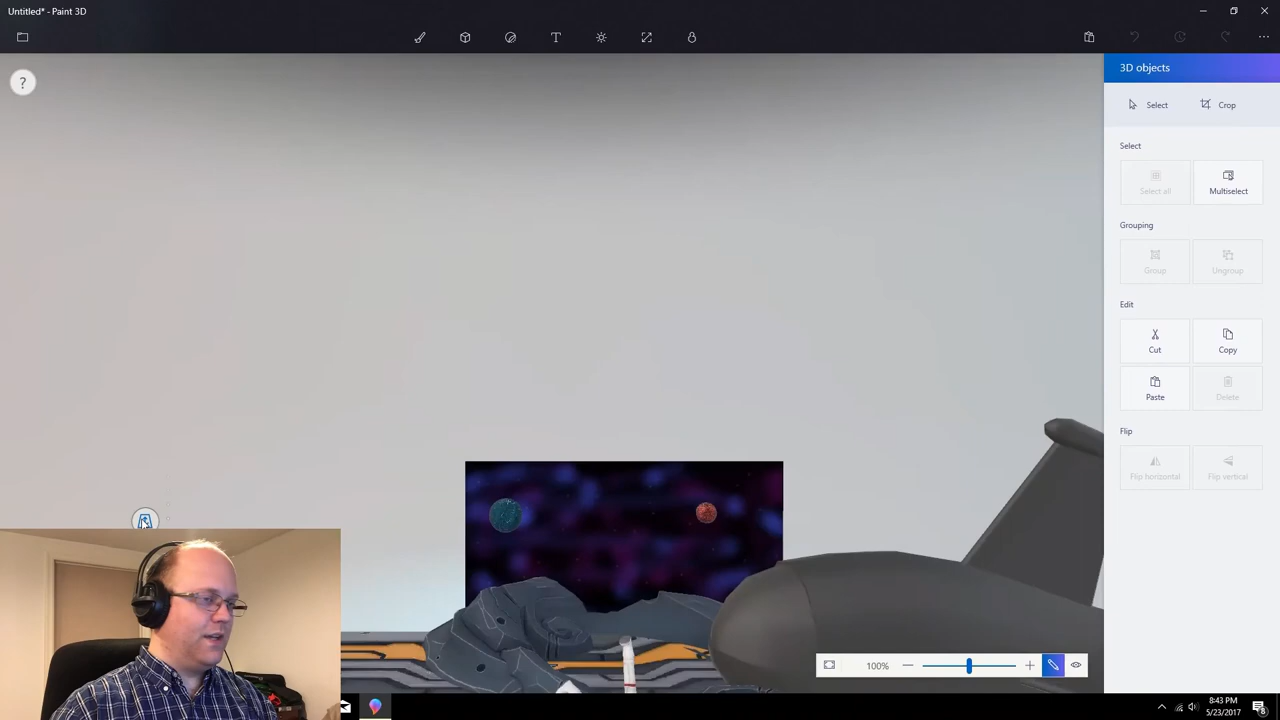 Untitled* - Paint 3D
?
3D objects
Select
Crop
Select
Select all
Multiselect
Grouping
Group
Ungroup
Edit
Cut
Copy
Paste
Delete
Flip
Flip horizontal
Flip vertical
100%
8:43 PM
5/23/2017
8